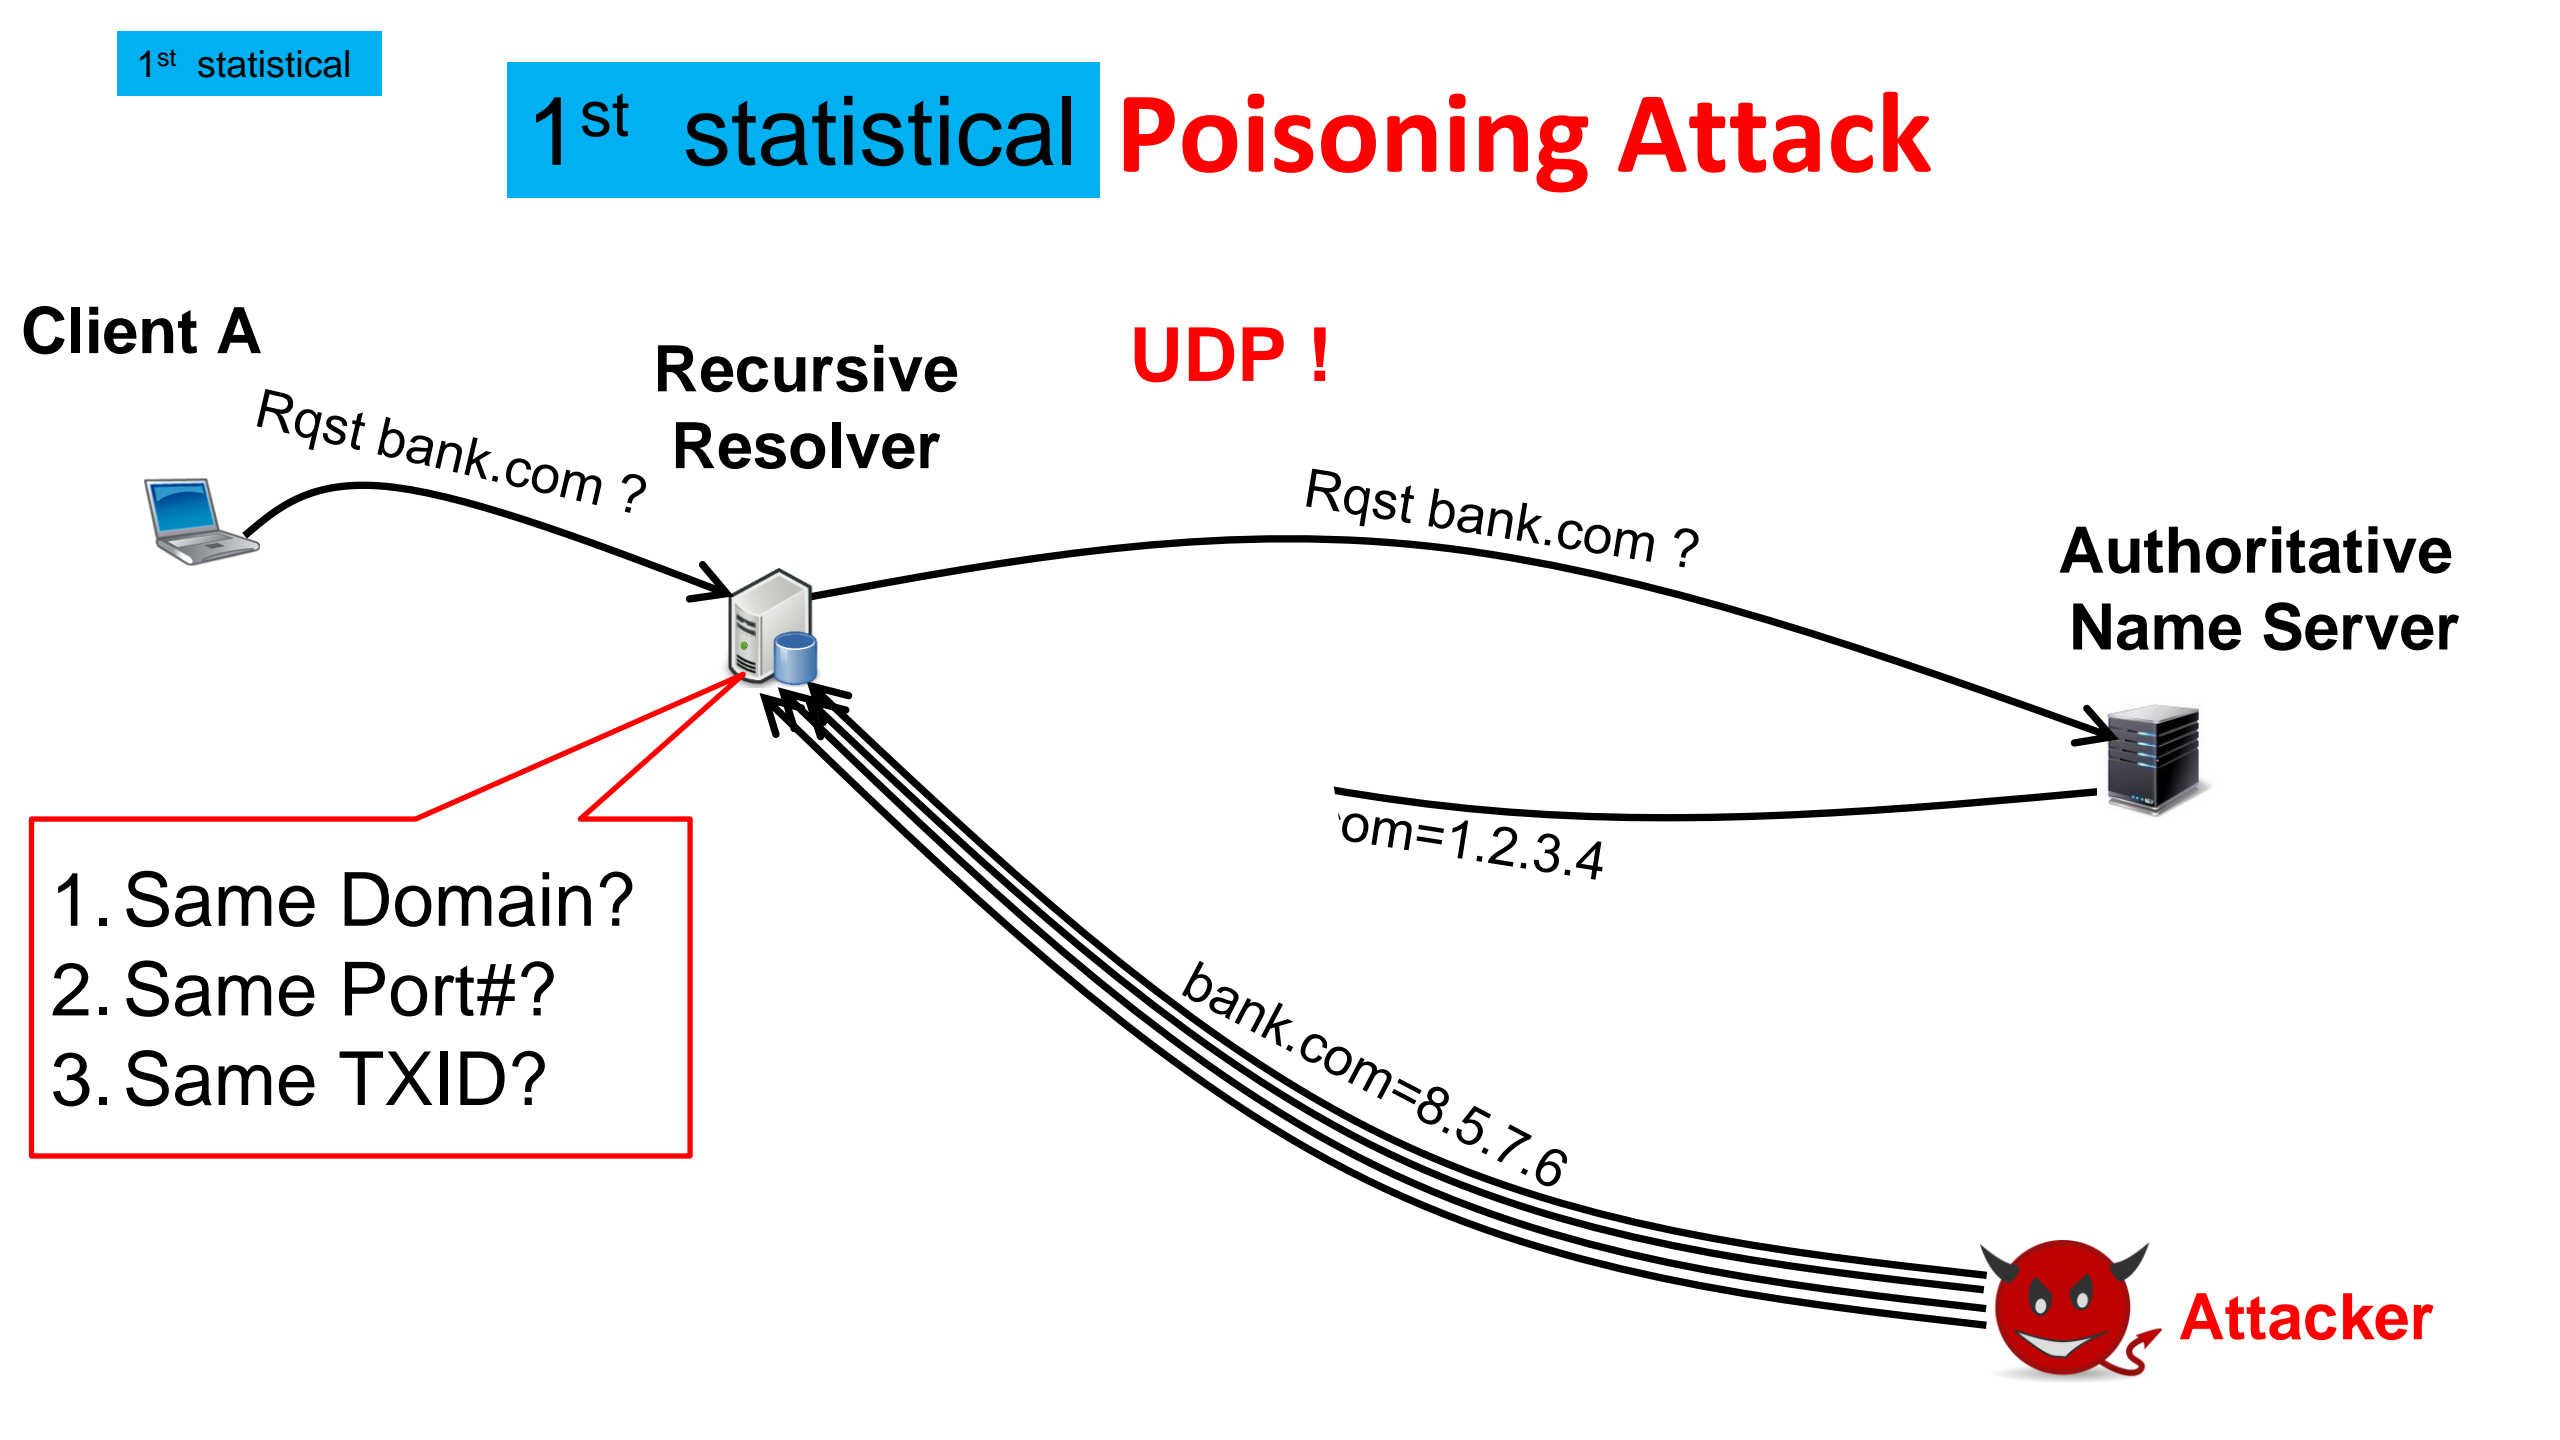 1st statistical
1st statistical Poisoning Attack
Client A
UDP !
Recursive
Resolver
Rqst bank.com ?
Rqst bank.com ?
Authoritative
Name Server
om=1.2.3.4
1. Same Domain?
2. Same Port#?
3. Same TXID?
bank.com=8.5.7.6
Attacker